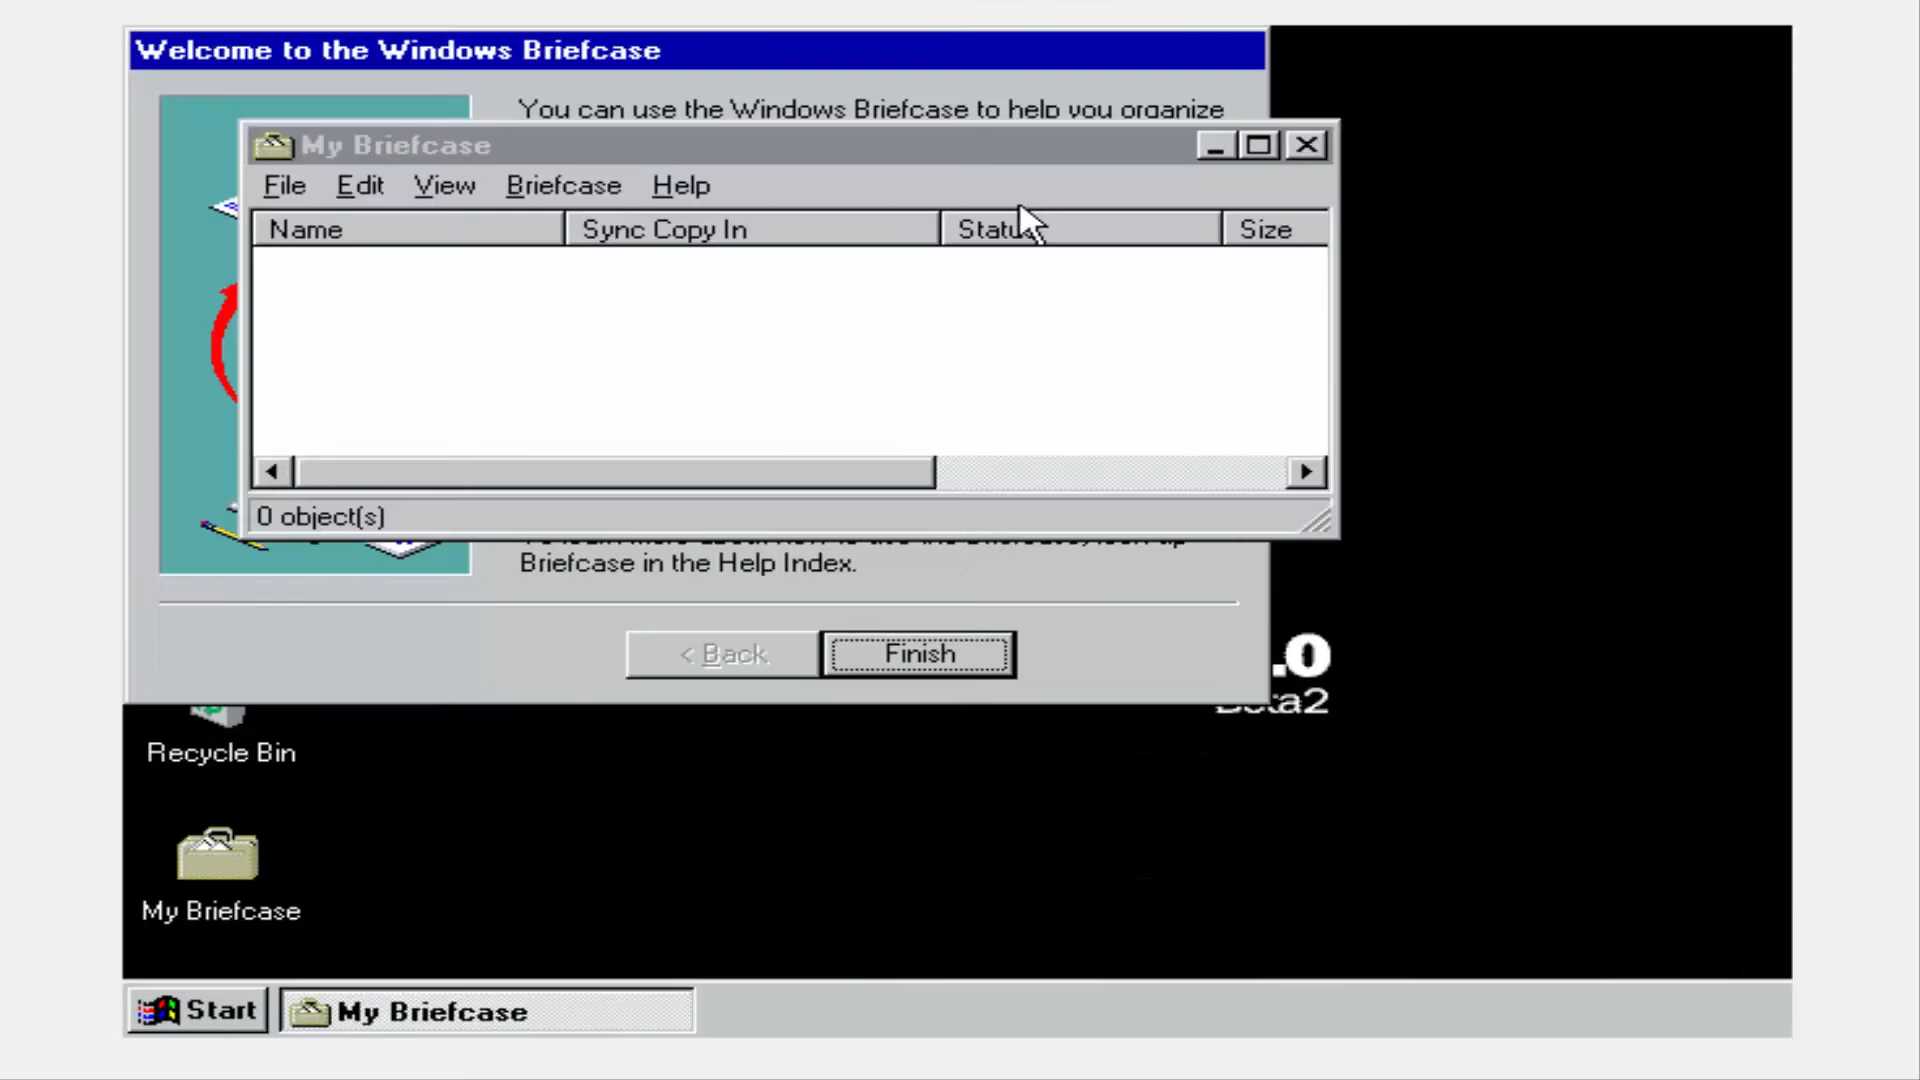 Welcome to the Windows Briefcase
You can use the Windows Briefcase to help you organize
My Briefcase
File Edit View Briefcase Help
Name Sync Copy In Status Size
0 object(s)
Briefcase in the Help Index.
< Back Finish
.0
Beta2
Recycle Bin
My Briefcase
Start My Briefcase